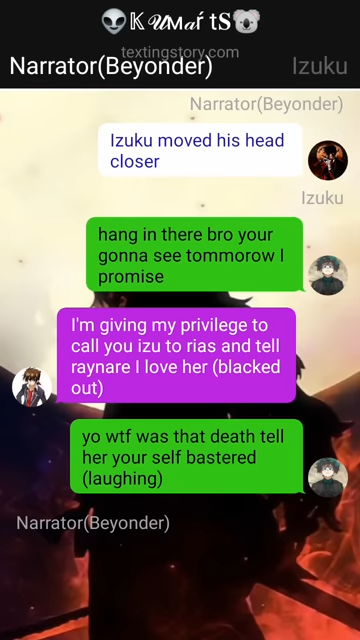 👽𝕂 𝓤мaŕ tS🐨
textingstory.com
Narrator(Beyonder) Izuku
Narrator(Beyonder)
Izuku moved his head
closer
Izuku
hang in there bro your
gonna see tommorow I
promise
I'm giving my privilege to
call you izu to rias and tell
raynare I love her (blacked
out)
yo wtf was that death tell
her your self bastered
(laughing)
Narrator(Beyonder)